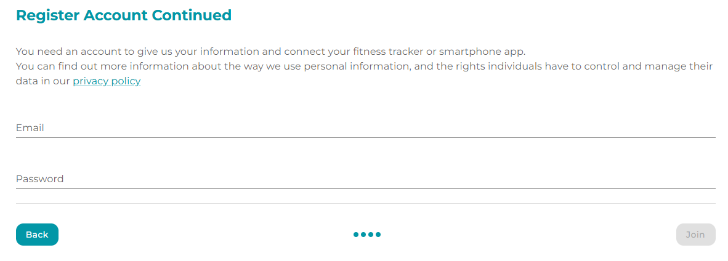 Register Account Continued
You need an account to give us your information and connect your fitness tracker or smartphone app.
You can find out more information about the way we use personal information, and the rights individuals have to control and manage their
data in our privacy policy
Email
Password
Back
Join